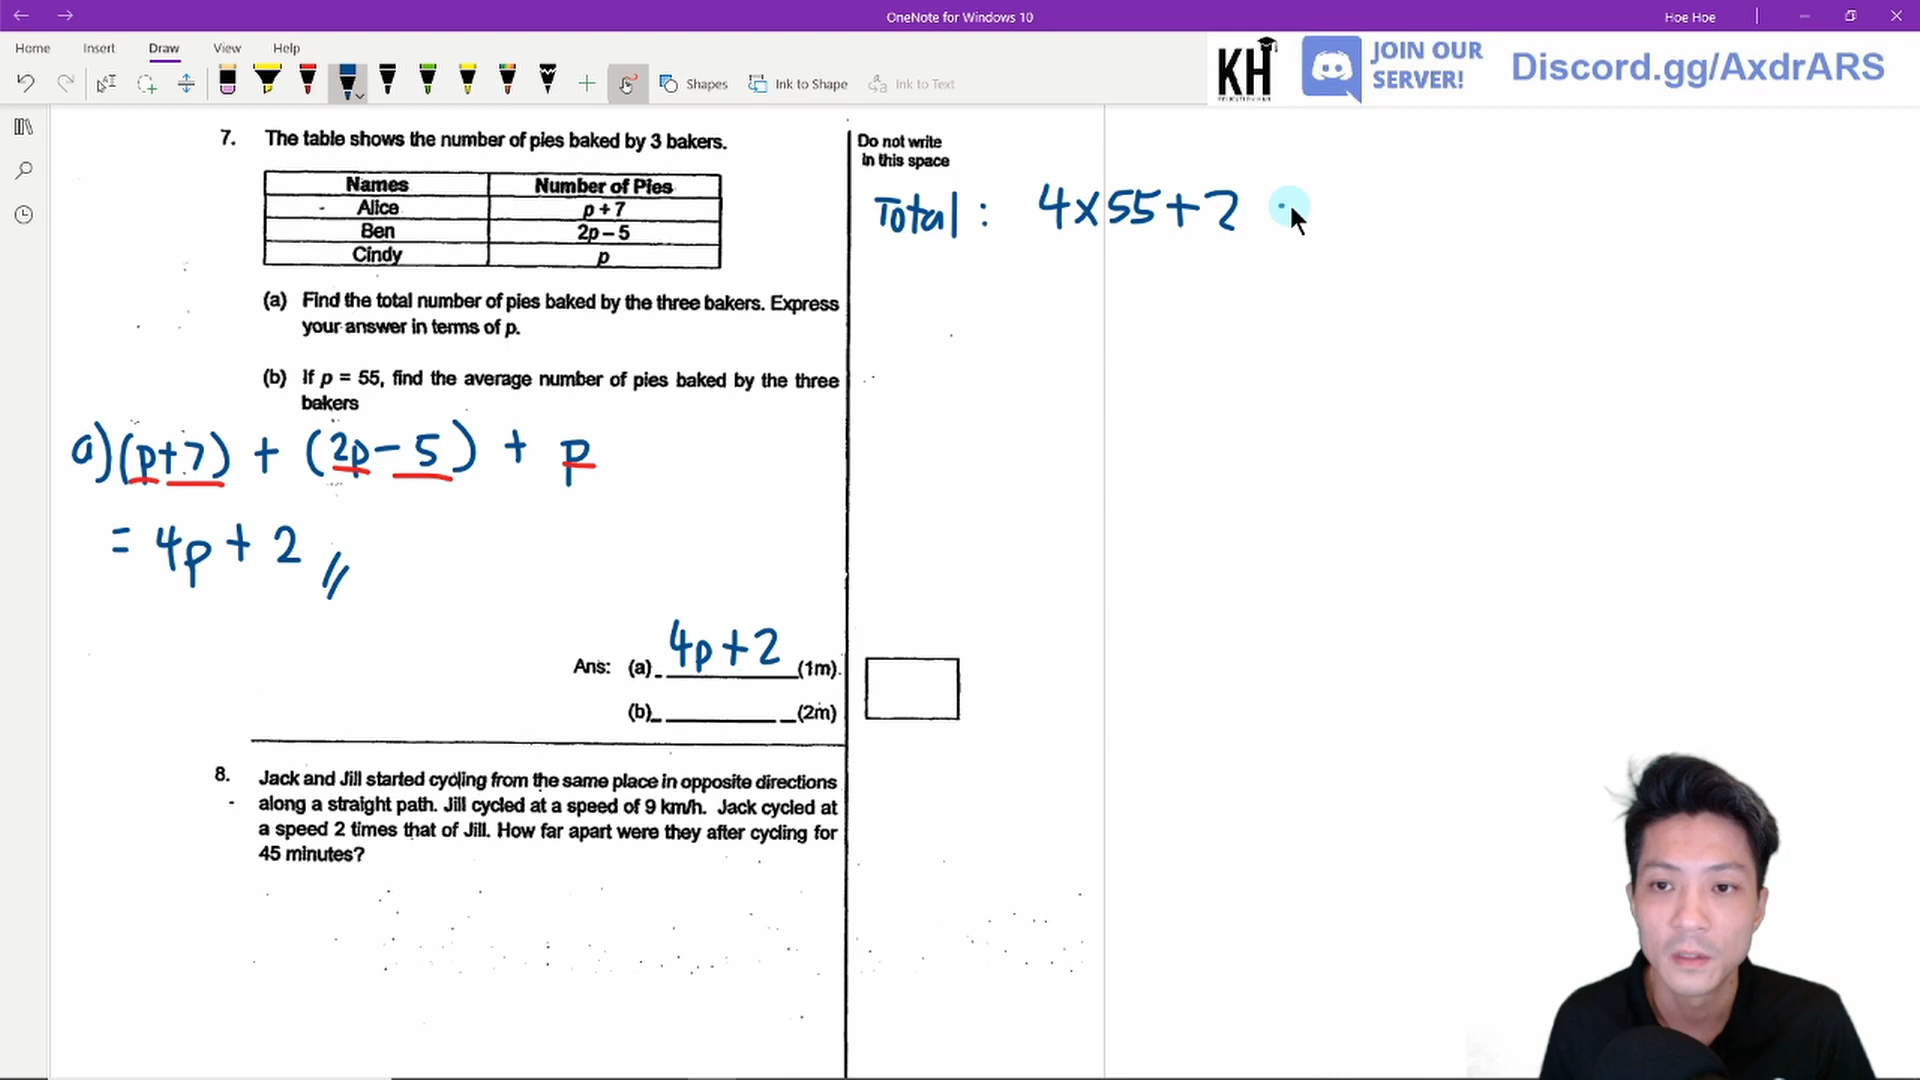 OneNote for Windows 10
Hoe Hoe
Home Insert Draw View Help
Shapes Ink to Shape Ink to Text
KH
JOIN OUR
SERVER!
Discord.gg/AxdrARS
7. The table shows the number of pies baked by 3 bakers.
Names Number of Pies
Alice p + 7
Ben 2p – 5
Cindy p
(a) Find the total number of pies baked by the three bakers. Express
your answer in terms of p.
(b) If p = 55, find the average number of pies baked by the three
bakers
a) (p+7) + (2p-5) + p
= 4p + 2
4p+2
Ans: (a) (1m)
(b) (2m)
Do not write
in this space
Total : 4×55+2
8. Jack and Jill started cycling from the same place in opposite directions
along a straight path. Jill cycled at a speed of 9 km/h. Jack cycled at
a speed 2 times that of Jill. How far apart were they after cycling for
45 minutes?